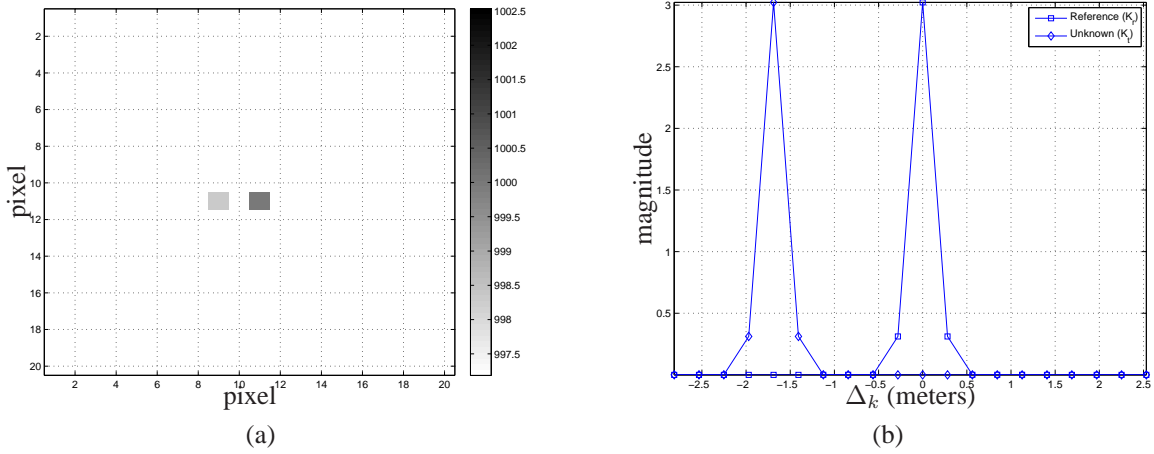 2
4
6
8
10
12
14
16
18
20
pixel
2 4 6 8 10 12 14 16 18 20
pixel
1002.5
1002
1001.5
1001
1000.5
1000
999.5
999
998.5
998
997.5
(a)
3
2.5
2
1.5
1
0.5
magnitude
Reference (K_r)
Unknown (K_t)
−2.5 −2 −1.5 −1 −0.5 0 0.5 1 1.5 2 2.5
Δ_k (meters)
(b)